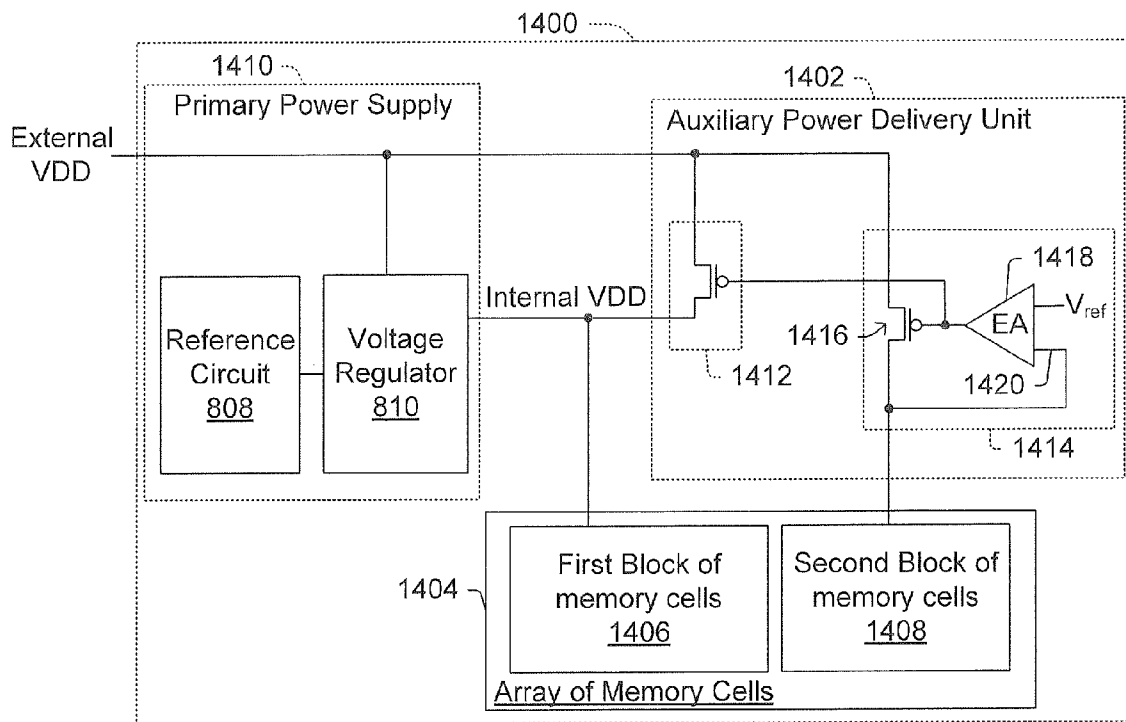 1400
1410
Primary Power Supply
1402
Auxiliary Power Delivery Unit
External
VDD
1418
EA
Vref
1416
1420
1412
1414
Internal VDD
Reference
Circuit
808
Voltage
Regulator
810
1404
First Block of
memory cells
1406
Second Block of
memory cells
1408
Array of Memory Cells